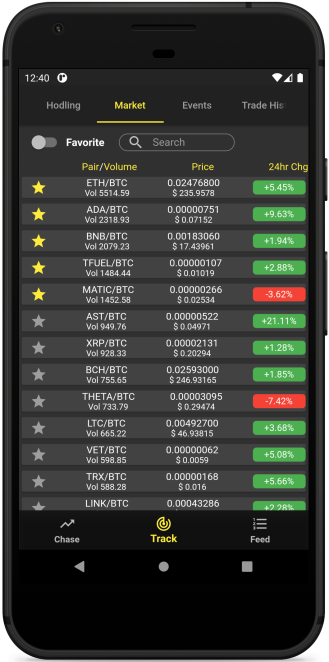 12:40
Hodling Market Events Trade His
Favorite Search
Pair/Volume Price 24hr Chg
ETH/BTC 0.02476800 +5.45%
Vol 5514.59 $ 235.9578
ADA/BTC 0.00000751 +9.63%
Vol 2318.93 $ 0.07152
BNB/BTC 0.00183060 +1.94%
Vol 2079.23 $ 17.43961
TFUEL/BTC 0.00000107 +2.88%
Vol 1484.44 $ 0.01019
MATIC/BTC 0.00000266 -3.62%
Vol 1452.58 $ 0.02534
AST/BTC 0.00000522 +21.11%
Vol 949.76 $ 0.04971
XRP/BTC 0.00002131 +1.28%
Vol 928.33 $ 0.20294
BCH/BTC 0.02593000 +1.85%
Vol 755.65 $ 246.93165
THETA/BTC 0.00003095 -7.42%
Vol 733.79 $ 0.29474
LTC/BTC 0.00492700 +3.68%
Vol 665.22 $ 46.93815
VET/BTC 0.00000062 +5.08%
Vol 598.85 $ 0.0059
TRX/BTC 0.00000168 +5.66%
Vol 588.28 $ 0.016
LINK/BTC 0.00043286 +2.28%
Chase Track Feed